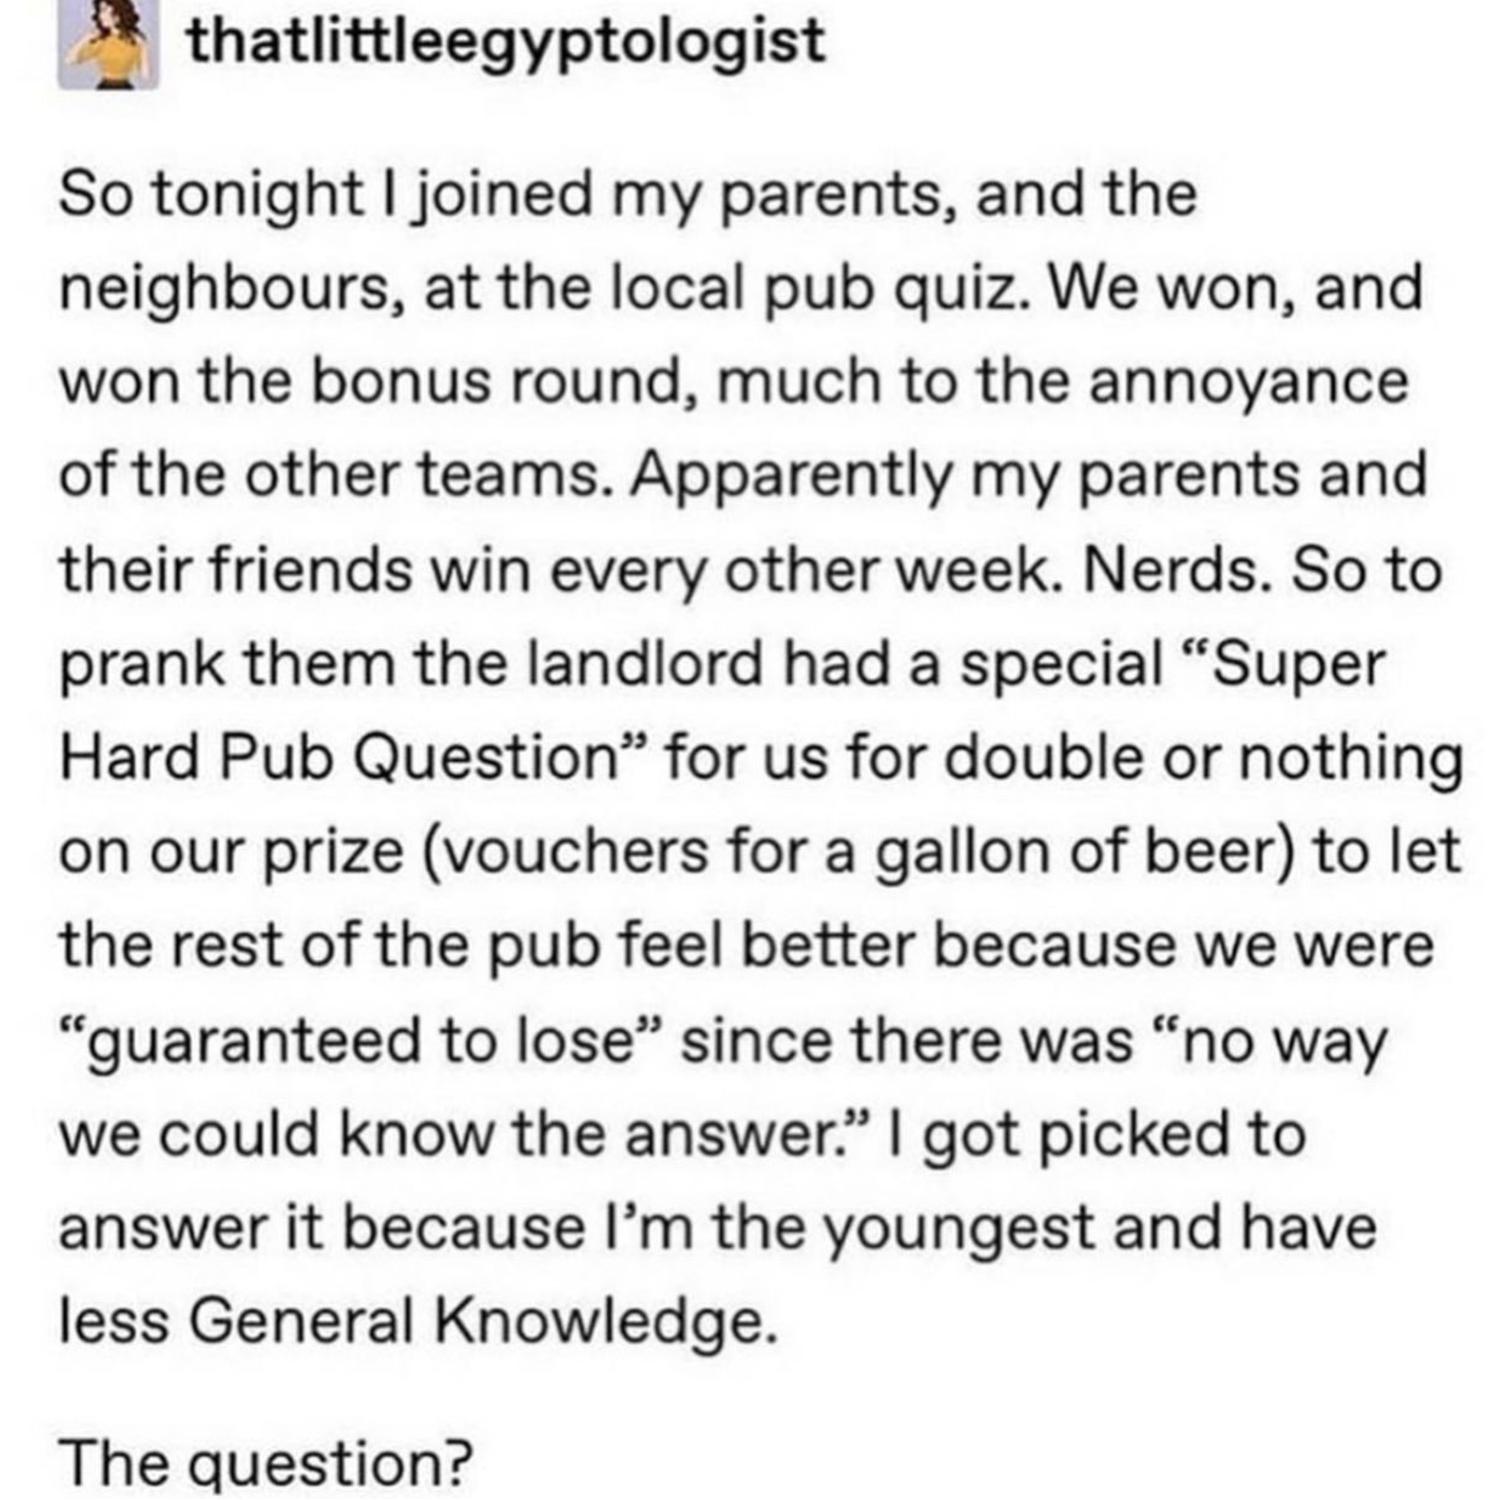 thatlittleegyptologist
So tonight I joined my parents, and the
neighbours, at the local pub quiz. We won, and
won the bonus round, much to the annoyance
of the other teams. Apparently my parents and
their friends win every other week. Nerds. So to
prank them the landlord had a special “Super
Hard Pub Question” for us for double or nothing
on our prize (vouchers for a gallon of beer) to let
the rest of the pub feel better because we were
“guaranteed to lose” since there was “no way
we could know the answer.” I got picked to
answer it because I’m the youngest and have
less General Knowledge.
The question?